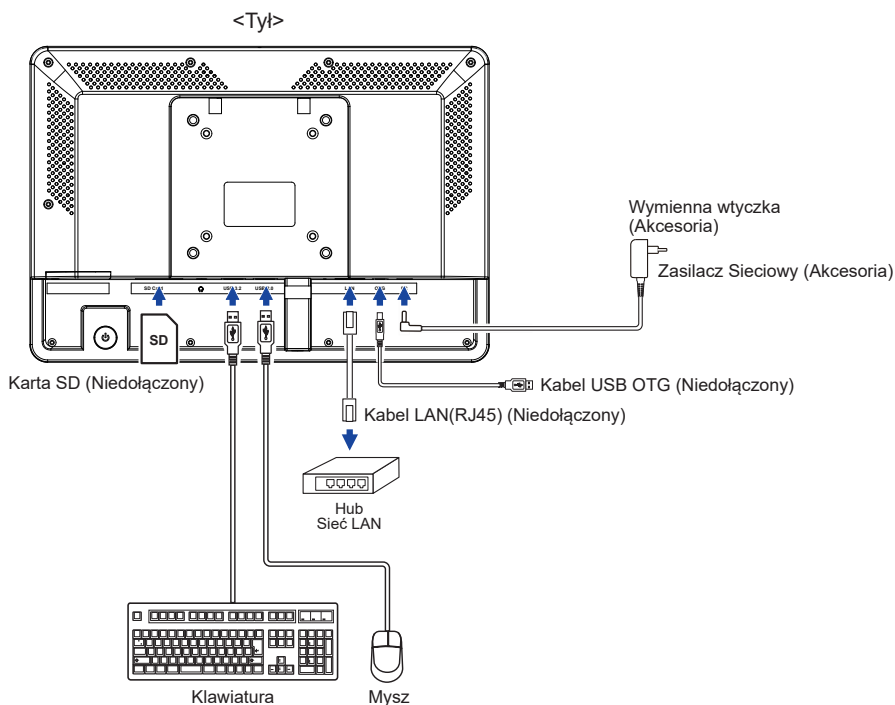 <Tył>
Wymienna wtyczka
(Akcesoria)
Zasilacz Sieciowy (Akcesoria)
SD
LAN
Karta SD (Niedołączony)
Kabel USB OTG (Niedołączony)
Kabel LAN(RJ45) (Niedołączony)
Hub
Sieć LAN
Klawiatura
Mysz